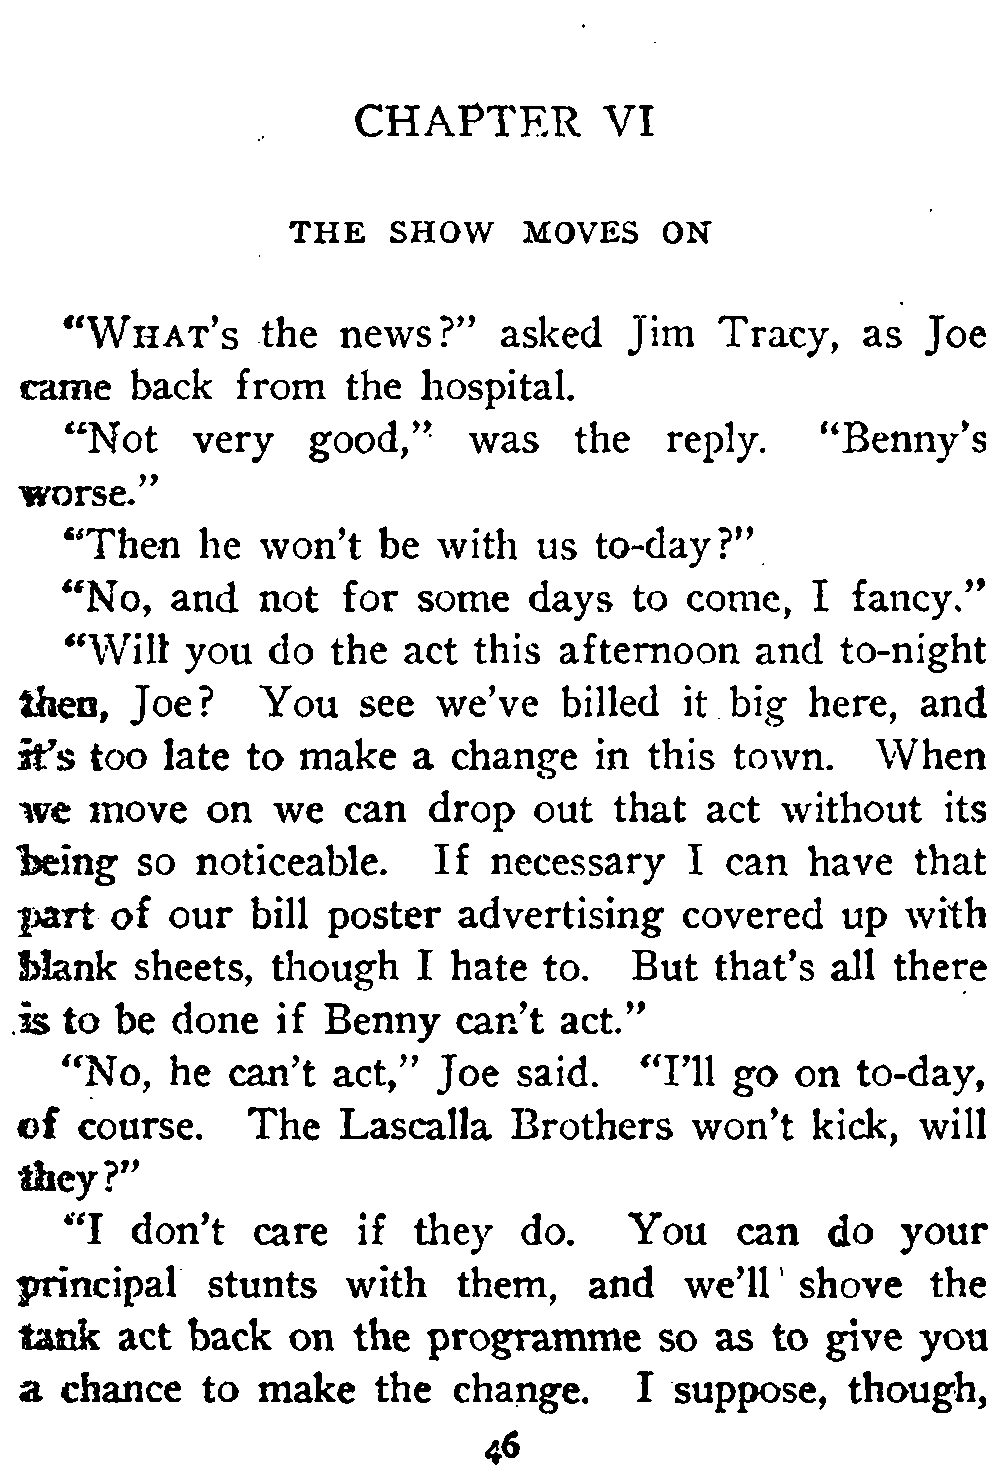 CHAPTER VI
THE SHOW MOVES ON
“WHAT’S the news?” asked Jim Tracy, as Joe
came back from the hospital.
“Not very good,” was the reply. “Benny’s
worse.”
“Then he won’t be with us to-day?”
“No, and not for some days to come, I fancy.”
“Will you do the act this afternoon and to-night
then, Joe? You see we’ve billed it big here, and
it’s too late to make a change in this town. When
we move on we can drop out that act without its
being so noticeable. If necessary I can have that
part of our bill poster advertising covered up with
blank sheets, though I hate to. But that’s all there
is to be done if Benny can’t act.”
“No, he can’t act,” Joe said. “I’ll go on to-day,
of course. The Lascalla Brothers won’t kick, will
they?”
“I don’t care if they do. You can do your
principal stunts with them, and we’ll shove the
tank act back on the programme so as to give you
a chance to make the change. I suppose, though,
46